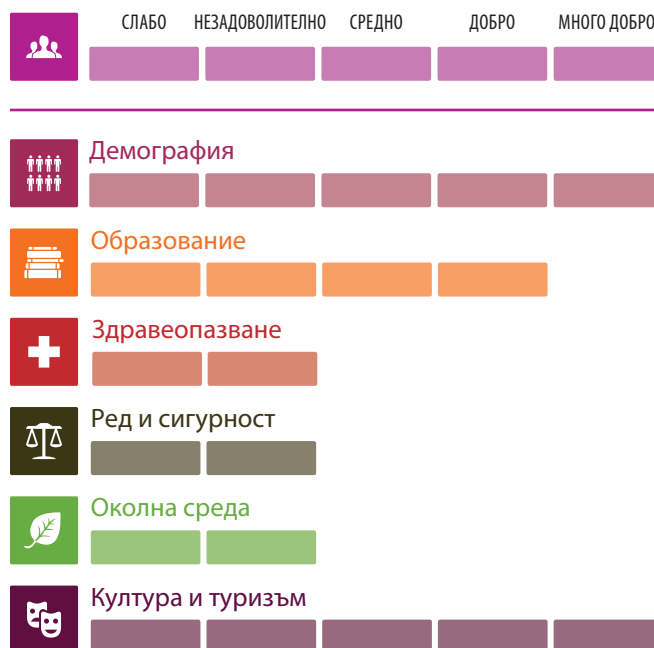 СЛАБО НЕЗАДОВОЛИТЕЛНО СРЕДНО ДОБРО МНОГО ДОБРО
Демография
Образование
Здравеопазване
Ред и сигурност
Околна среда
Култура и туризъм